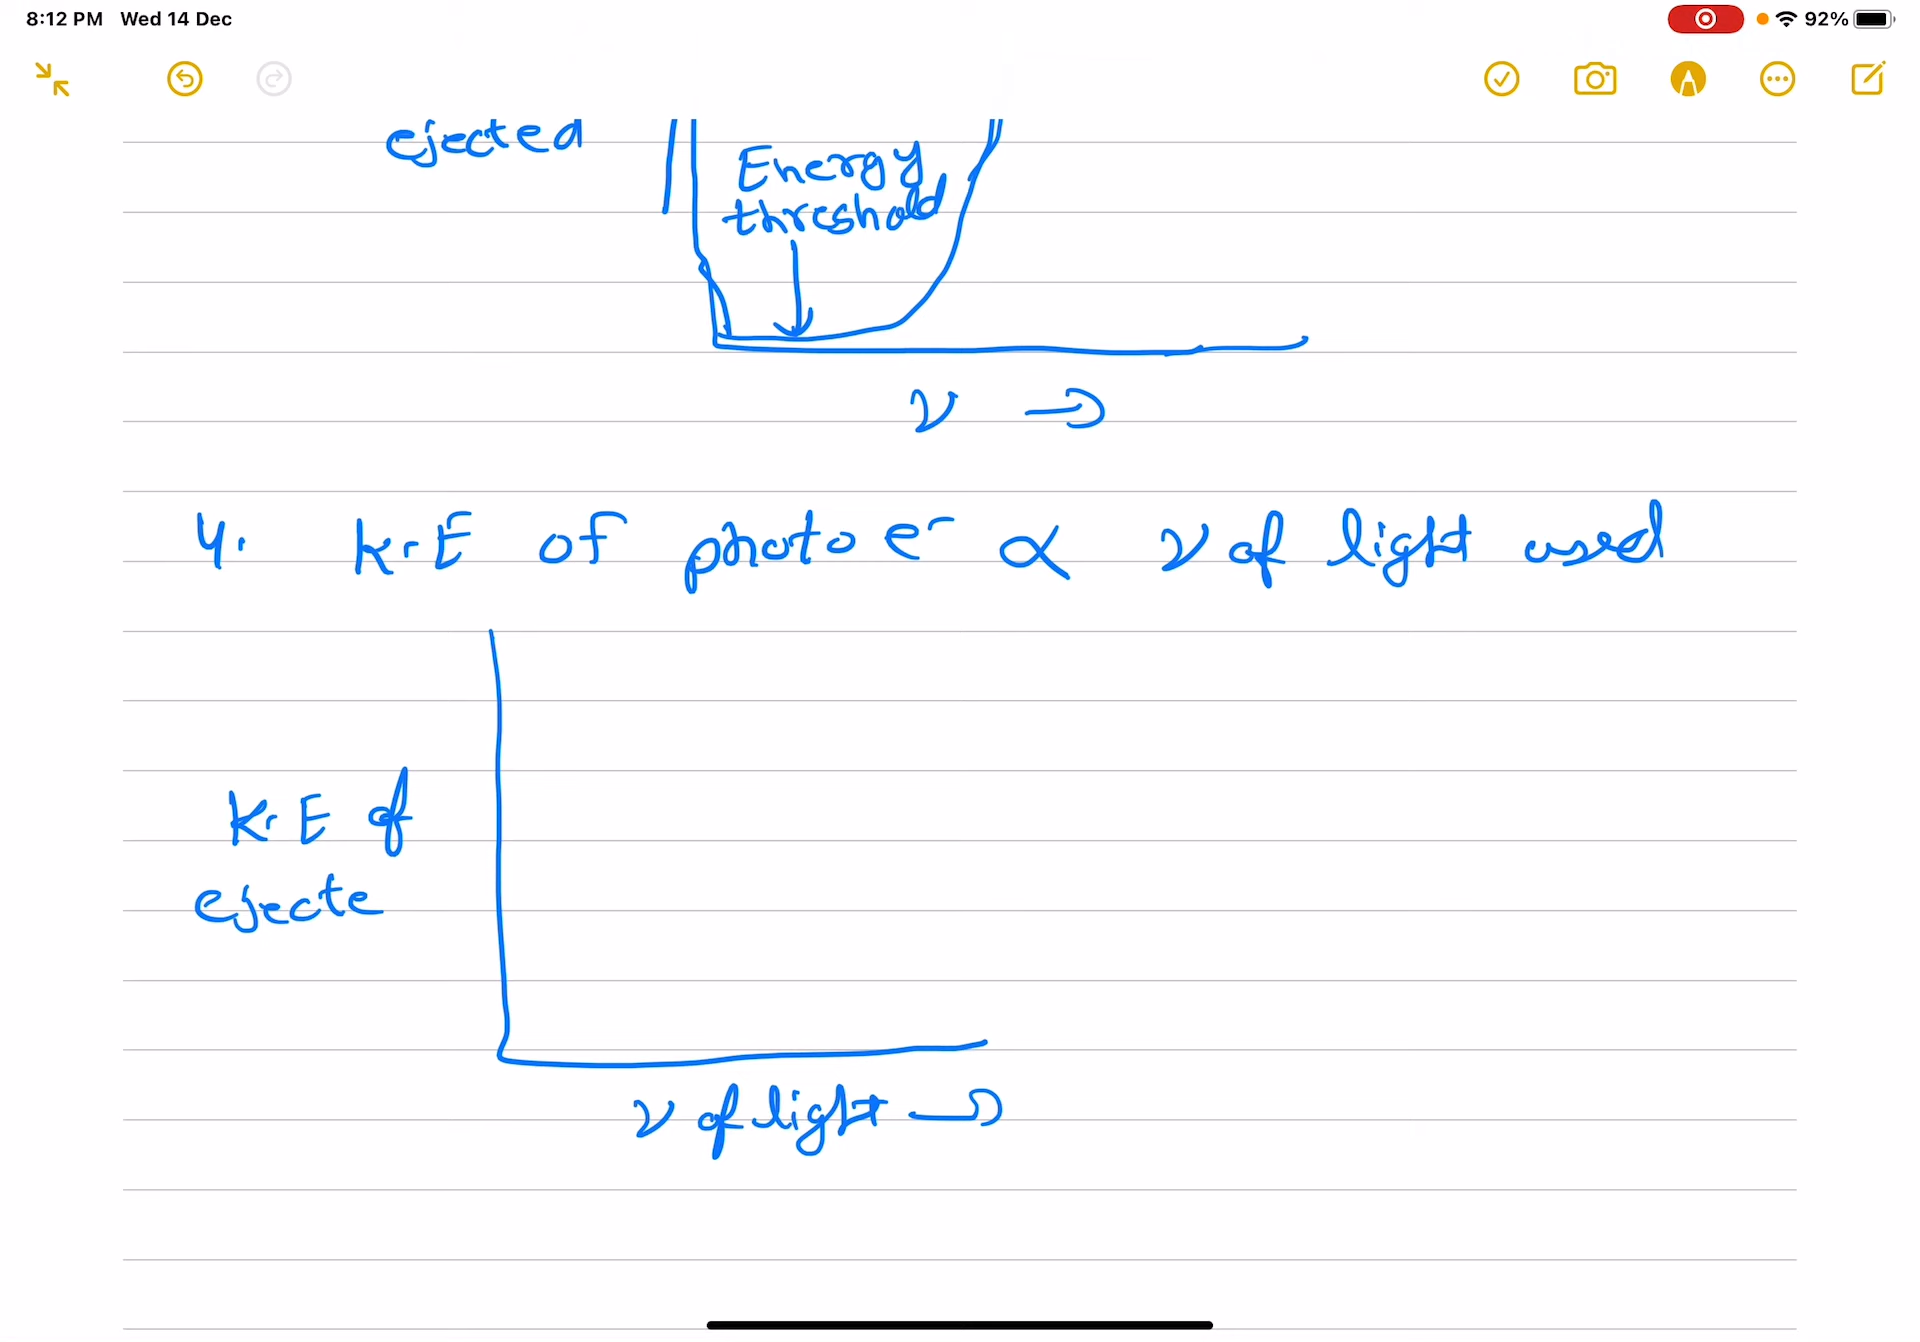 8:12 PM Wed 14 Dec
92%
ejected
Energy
threshold
ν →
4. K.E of photo e⁻ α ν of light used
K.E of
ejecte
ν of light →